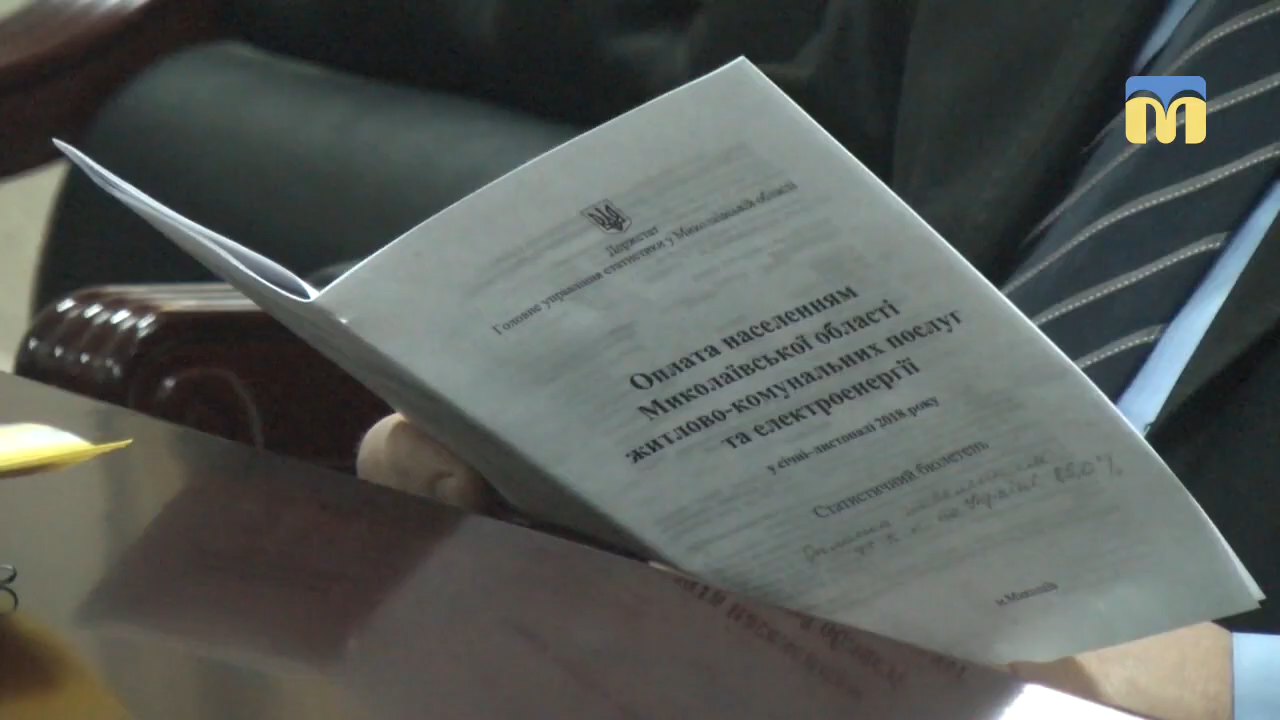 Держстат
Головне управління статистики у Миколаївській області
Оплата населенням
Миколаївської області
житлово-комунальних послуг
та електроенергії
у січні–листопаді 2018 року
Статистичний бюлетень
м.Миколаїв